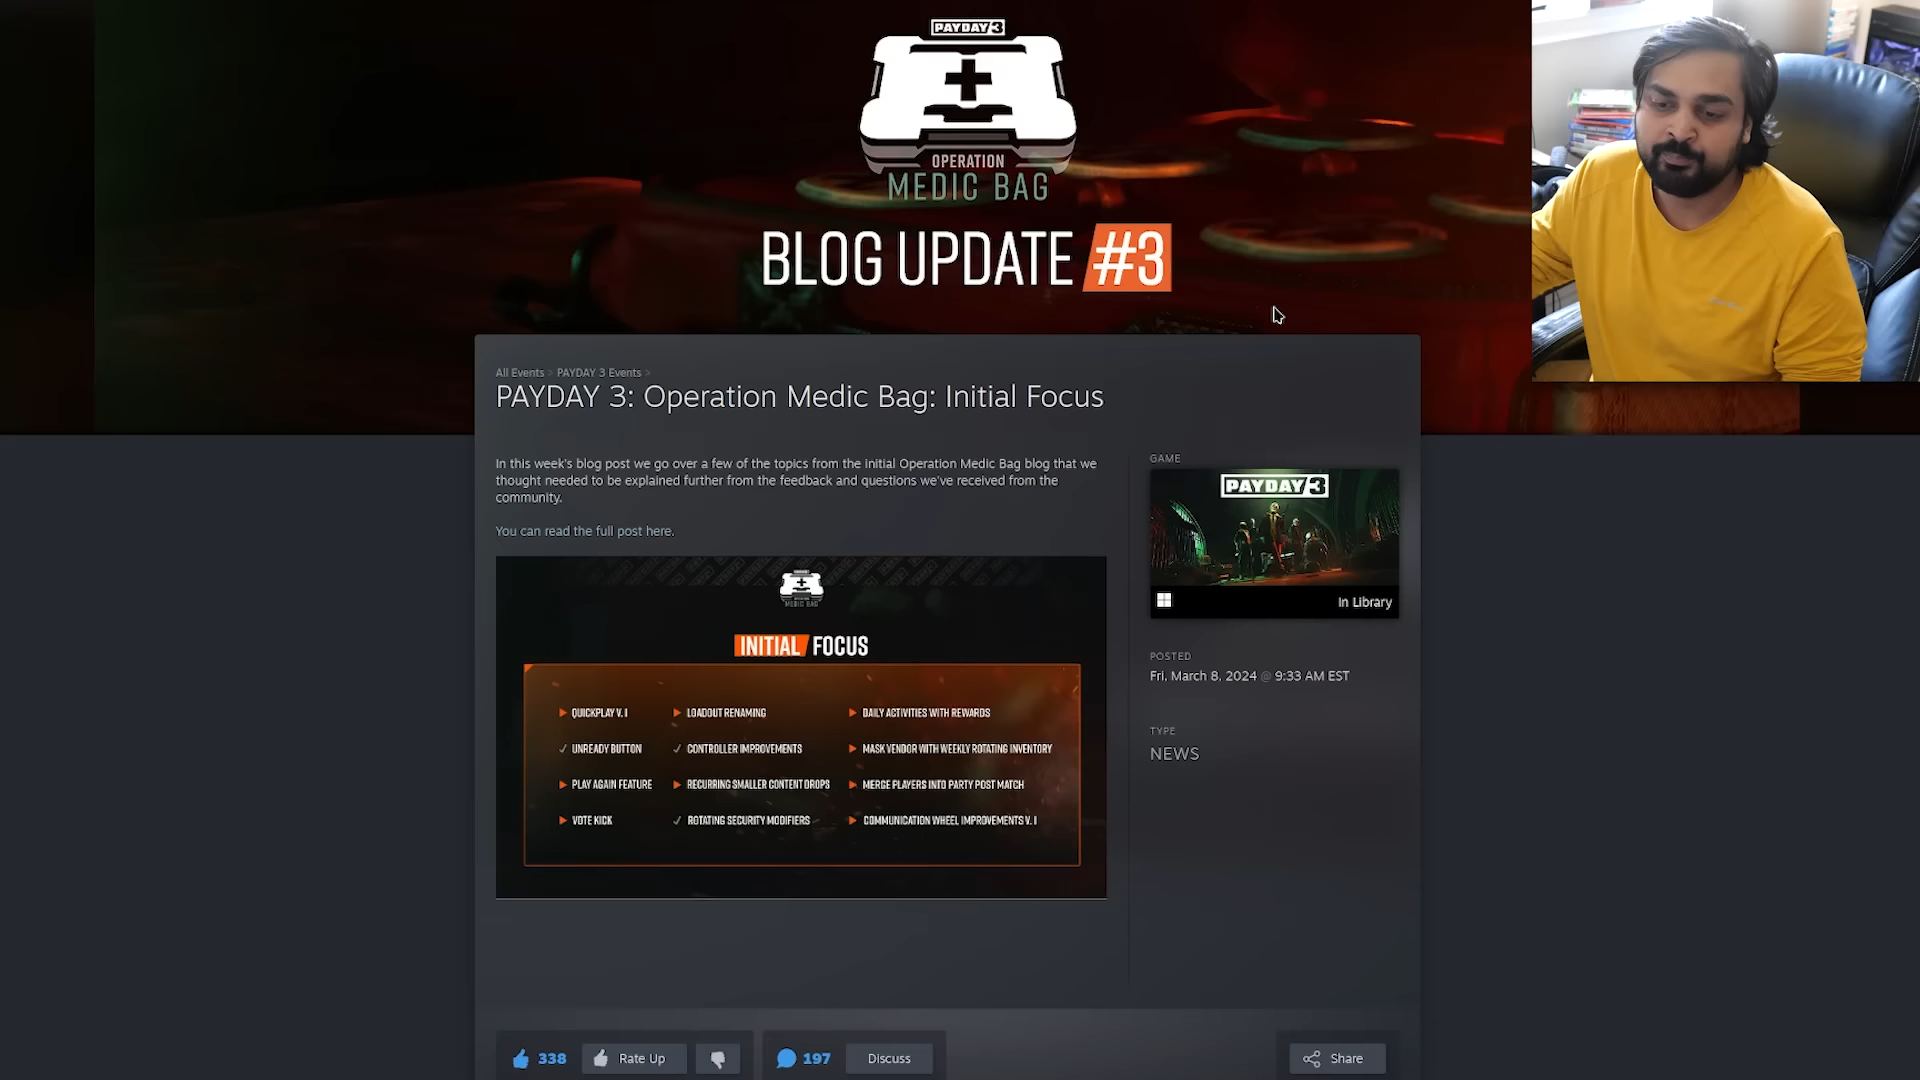 PAYDAY 3
OPERATION
MEDIC BAG
BLOG UPDATE #3
All Events > PAYDAY 3 Events >
PAYDAY 3: Operation Medic Bag: Initial Focus
In this week's blog post we go over a few of the topics from the initial Operation Medic Bag blog that we
thought needed to be explained further from the feedback and questions we've received from the
community.
You can read the full post here.
MEDIC BAG
INITIAL FOCUS
QUICKPLAY V. 1
LOADOUT RENAMING
DAILY ACTIVITIES WITH REWARDS
UNREADY BUTTON
CONTROLLER IMPROVEMENTS
MASK VENDOR WITH WEEKLY ROTATING INVENTORY
PLAY AGAIN FEATURE
RECURRING SMALLER CONTENT DROPS
MERGE PLAYERS INTO PARTY POST MATCH
VOTE KICK
ROTATING SECURITY MODIFIERS
COMMUNICATION WHEEL IMPROVEMENTS V. 1
GAME
PAYDAY 3
In Library
POSTED
Fri, March 8, 2024 @ 9:33 AM EST
TYPE
NEWS
338
Rate Up
197
Discuss
Share